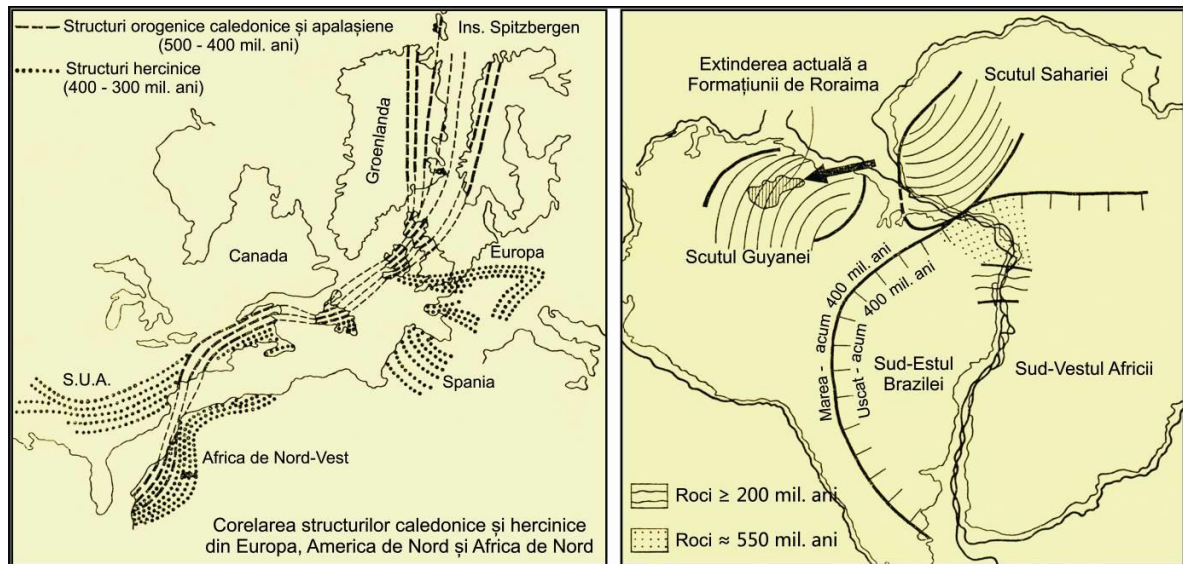 Structuri orogenice caledonice și apalașiene
(500 - 400 mil. ani)
Structuri hercinice
(400 - 300 mil. ani)
Ins. Spitzbergen
Groenlanda
Canada
Europa
S.U.A.
Spania
Africa de Nord-Vest
Corelarea structurilor caledonice și hercinice
din Europa, America de Nord și Africa de Nord
Extinderea actuală a
Formațiunii de Roraima
Scutul Sahariei
Scutul Guyanei
Marea - acum 400 mil. ani
Uscat - acum 400 mil. ani
Sud-Estul
Brazilei
Sud-Vestul Africii
Roci ≥ 200 mil. ani
Roci ≈ 550 mil. ani